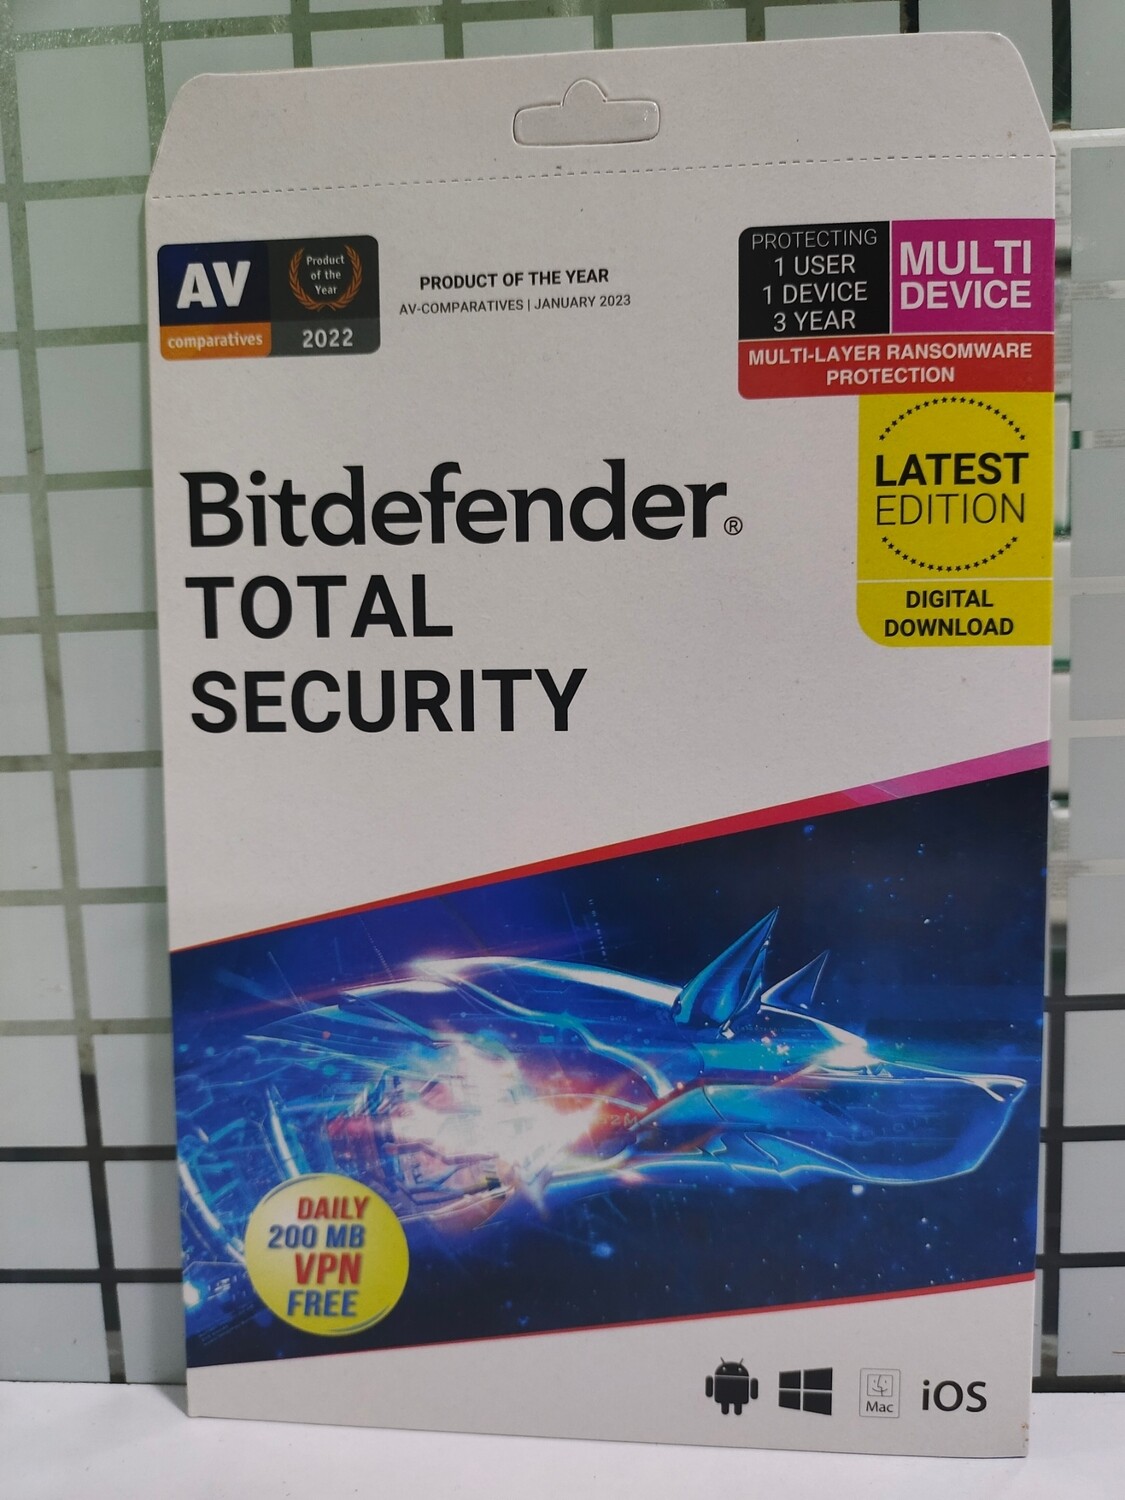 AV
comparatives
Product
of the
Year
2022
PRODUCT OF THE YEAR
AV-COMPARATIVES | JANUARY 2023
PROTECTING
1 USER
1 DEVICE
3 YEAR
MULTI
DEVICE
MULTI-LAYER RANSOMWARE
PROTECTION
LATEST
EDITION
DIGITAL
DOWNLOAD
Bitdefender®
TOTAL
SECURITY
DAILY
200 MB
VPN
FREE
Mac
iOS